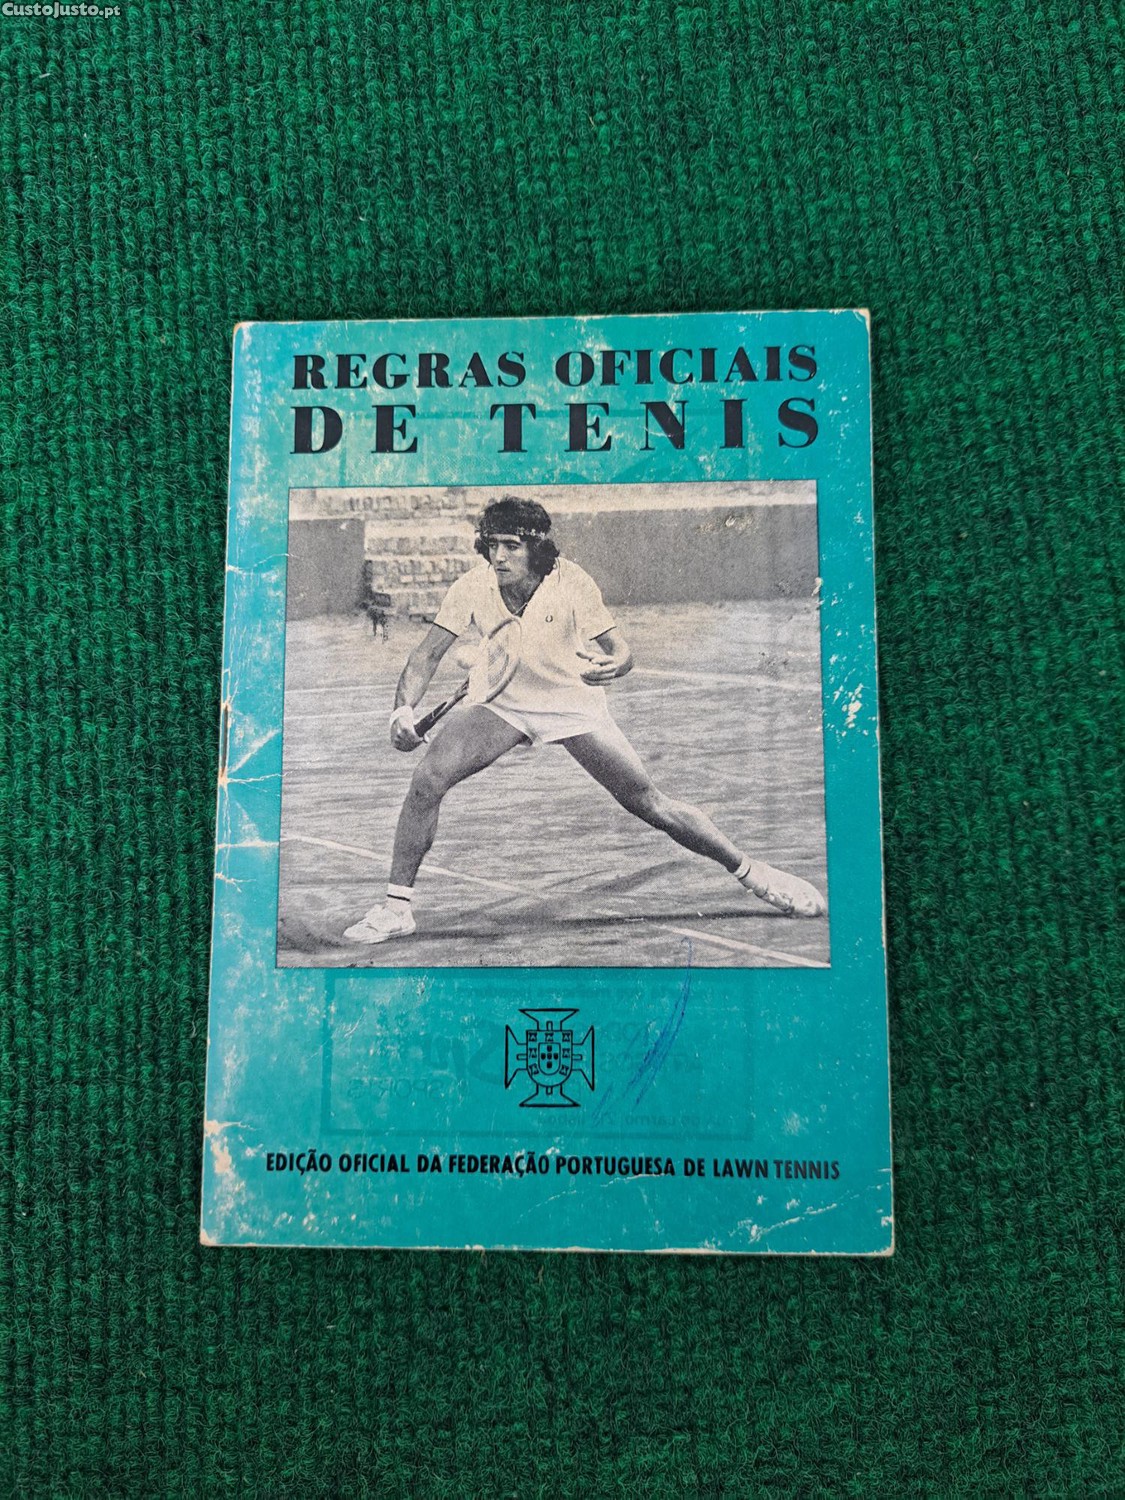 CustoJusto.pt
REGRAS OFICIAIS
DE TENIS
EDIÇÃO OFICIAL DA FEDERAÇÃO PORTUGUESA DE LAWN TENNIS